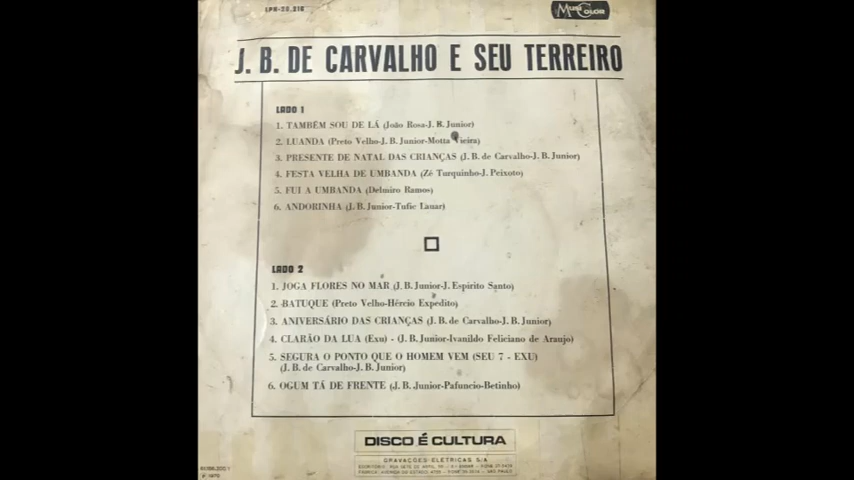 LPK-20.216
MUSICOLOR
J. B. DE CARVALHO E SEU TERREIRO
LADO 1
1. TAMBÉM SOU DE LÁ (João Rosa-J. B. Junior)
2. LUANDA (Preto Velho-J. B. Junior-Motta Vieira)
3. PRESENTE DE NATAL DAS CRIANÇAS (J. B. de Carvalho-J. B. Junior)
4. FESTA VELHA DE UMBANDA (Zé Turquinho-J. Peixoto)
5. FUI A UMBANDA (Delmiro Ramos)
6. ANDORINHA (J. B. Junior-Tufic Lauar)
LADO 2
1. JOGA FLORES NO MAR (J. B. Junior-J. Espirito Santo)
2. BATUQUE (Preto Velho-Hércio Expedito)
3. ANIVERSÁRIO DAS CRIANÇAS (J. B. de Carvalho-J. B. Junior)
4. CLARÃO DA LUA (Exu) - (J. B. Junior-Ivanildo Feliciano de Araujo)
5. SEGURA O PONTO QUE O HOMEM VEM (SEU 7 - EXU)
(J. B. de Carvalho-J. B. Junior)
6. OGUM TÁ DE FRENTE (J. B. Junior-Pafuncio-Betinho)
DISCO É CULTURA
GRAVAÇÕES ELÉTRICAS S/A